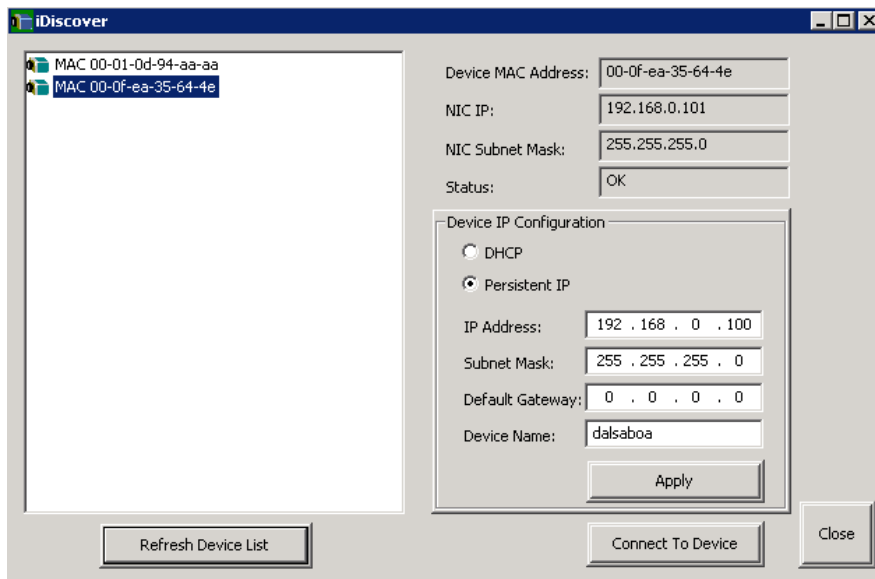 iDiscover
MAC 00-01-0d-94-aa-aa
MAC 00-0f-ea-35-64-4e
Device MAC Address: 00-0f-ea-35-64-4e
NIC IP: 192.168.0.101
NIC Subnet Mask: 255.255.255.0
Status: OK
Device IP Configuration
DHCP
Persistent IP
IP Address: 192 . 168 . 0 . 100
Subnet Mask: 255 . 255 . 255 . 0
Default Gateway: 0 . 0 . 0 . 0
Device Name: dalsaboa
Apply
Refresh Device List
Connect To Device
Close